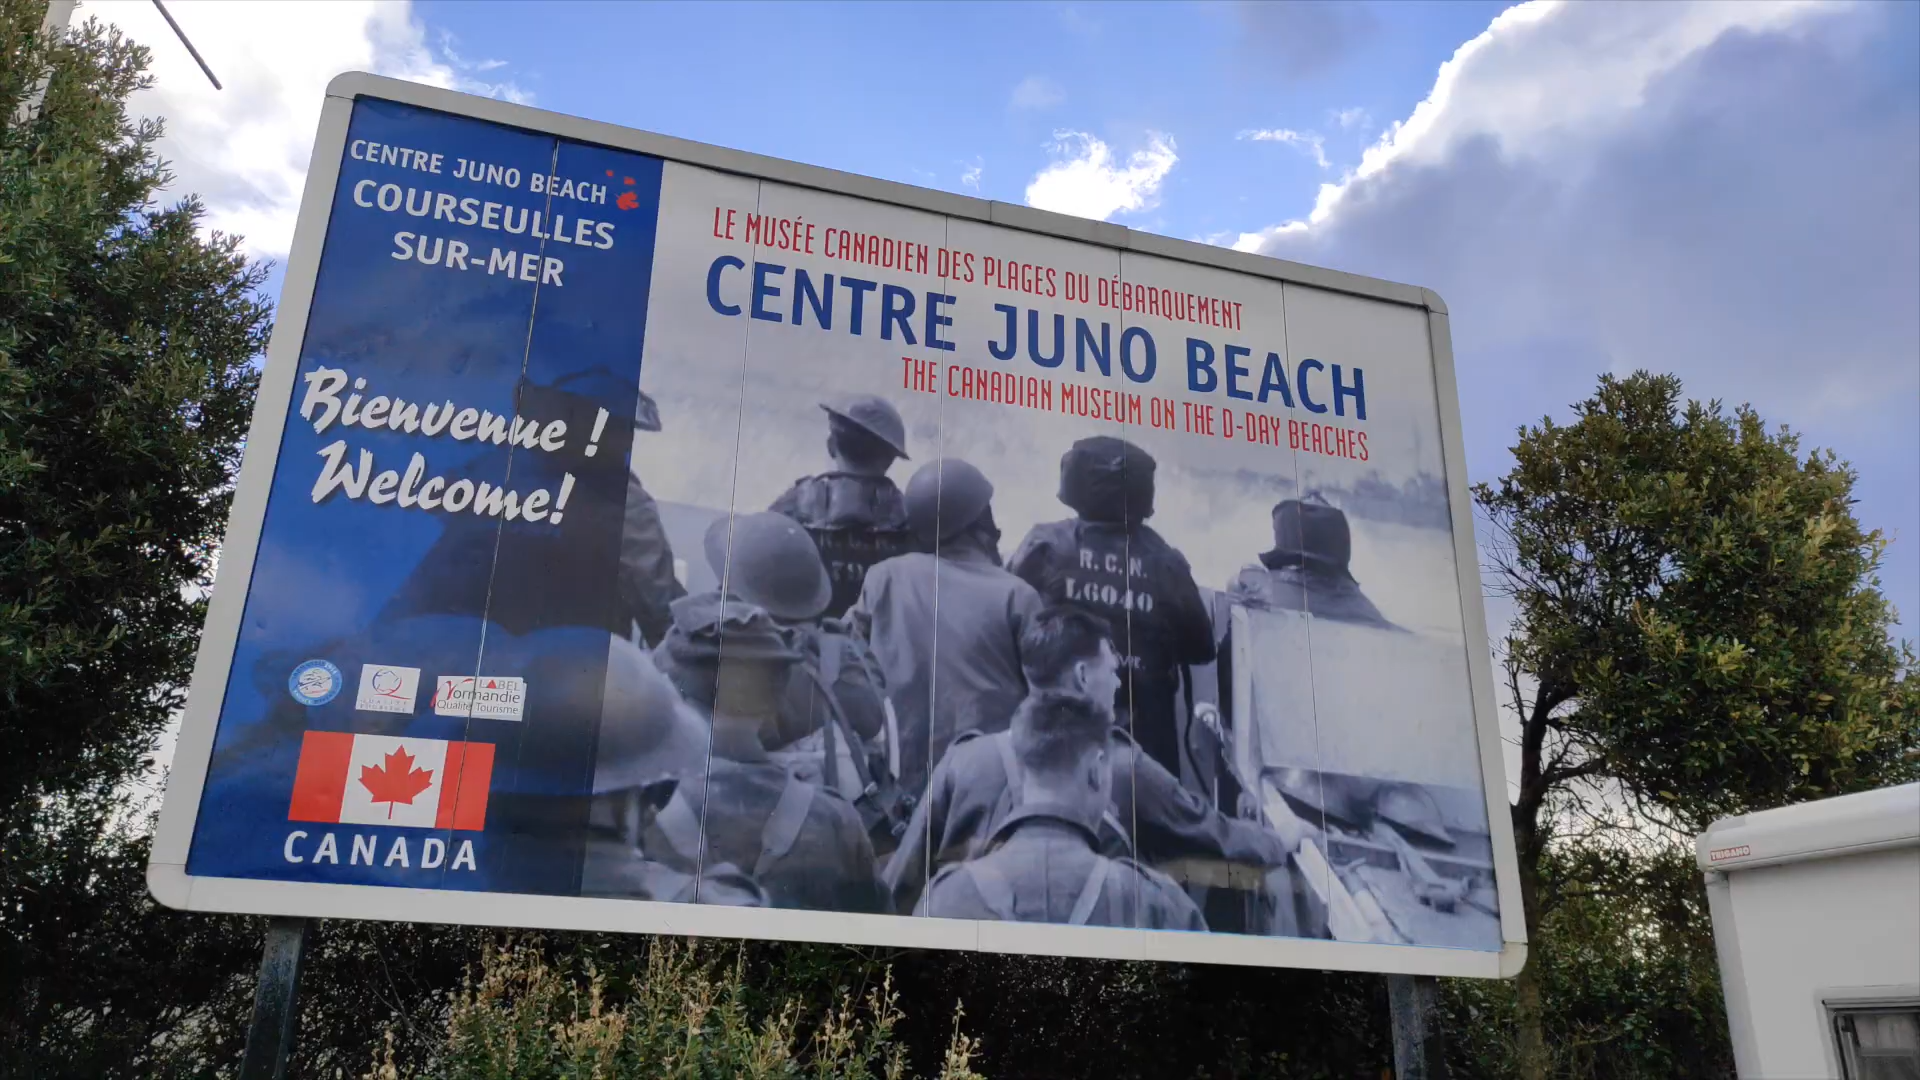 CENTRE JUNO BEACH
COURSEULLES
SUR-MER
Bienvenue !
Welcome!
LABEL
Normandie
Qualité Tourisme
CANADA
LE MUSÉE CANADIEN DES PLAGES DU DÉBARQUEMENT
CENTRE JUNO BEACH
THE CANADIAN MUSEUM ON THE D-DAY BEACHES
R.C.N.
L6040
TRIGANO